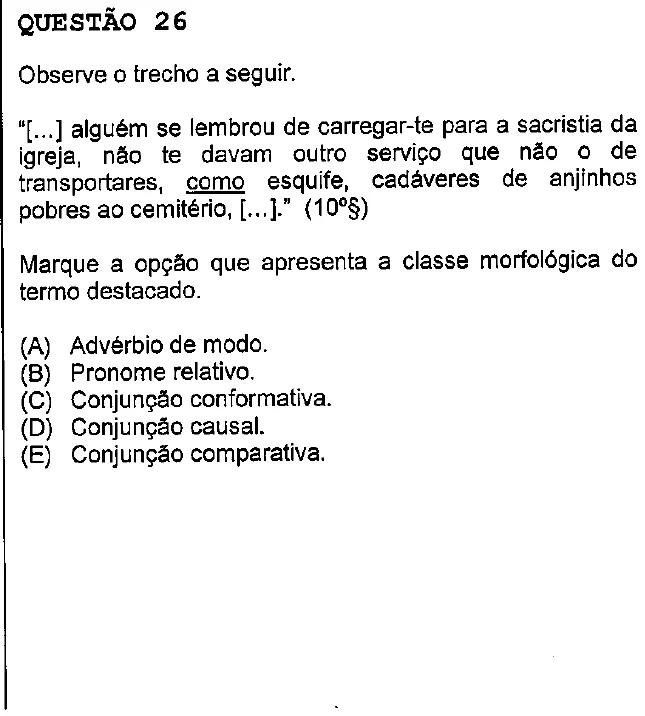 QUESTÃO 26
Observe o trecho a seguir.
"[...] alguém se lembrou de carregar-te para a sacristia da
igreja, não te davam outro serviço que não o de
transportares, como esquife, cadáveres de anjinhos
pobres ao cemitério, [...]." (10º§)
Marque a opção que apresenta a classe morfológica do
termo destacado.
(A) Advérbio de modo.
(B) Pronome relativo.
(C) Conjunção conformativa.
(D) Conjunção causal.
(E) Conjunção comparativa.